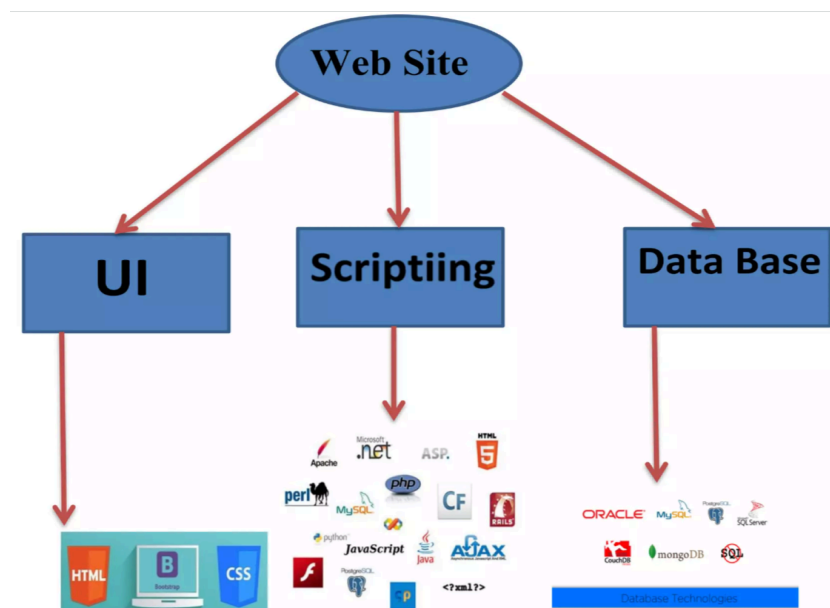 Web Site
UI
Scriptiing
Data Base
HTML
B
Bootstrap
CSS
Apache
Microsoft
.net
ASP.
HTML
5
perl
MySQL
php
CF
RAILS
python
JavaScript
Java
AJAX
PostgreSQL
<?xml?>
ORACLE
MySQL
PostgreSQL
SQL Server
CouchDB
mongoDB
SQL
Database Technologies